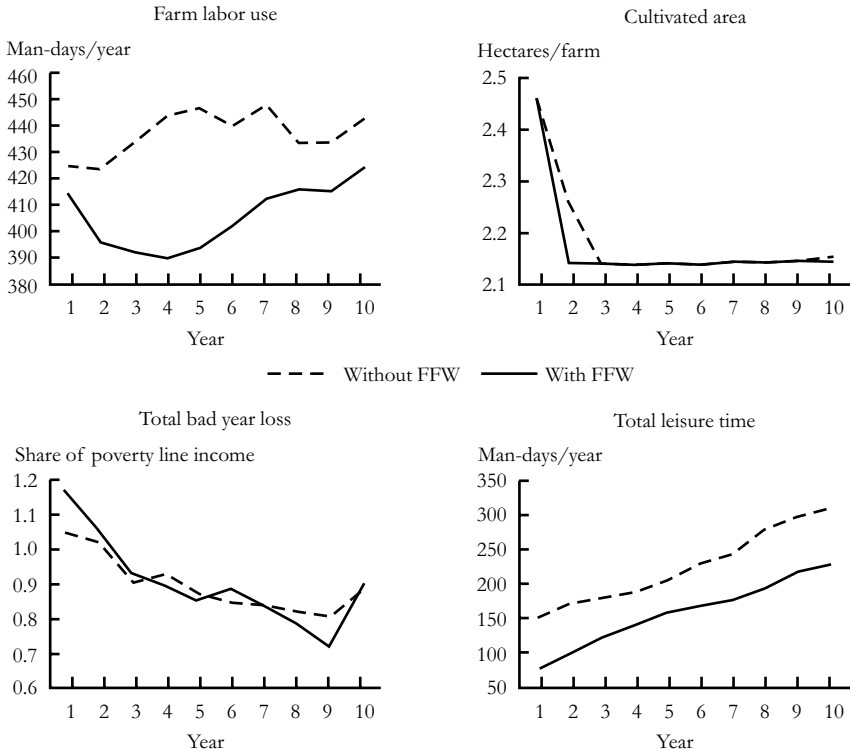 Farm labor use
Man-days/year
460
450
440
430
420
410
400
390
380
1 2 3 4 5 6 7 8 9 10
Year
Cultivated area
Hectares/farm
2.5
2.4
2.3
2.2
2.1
1 2 3 4 5 6 7 8 9 10
Year
Without FFW With FFW
Total bad year loss
Share of poverty line income
1.2
1.1
1.0
0.9
0.8
0.7
0.6
1 2 3 4 5 6 7 8 9 10
Year
Total leisure time
Man-days/year
350
300
250
200
150
100
50
1 2 3 4 5 6 7 8 9 10
Year